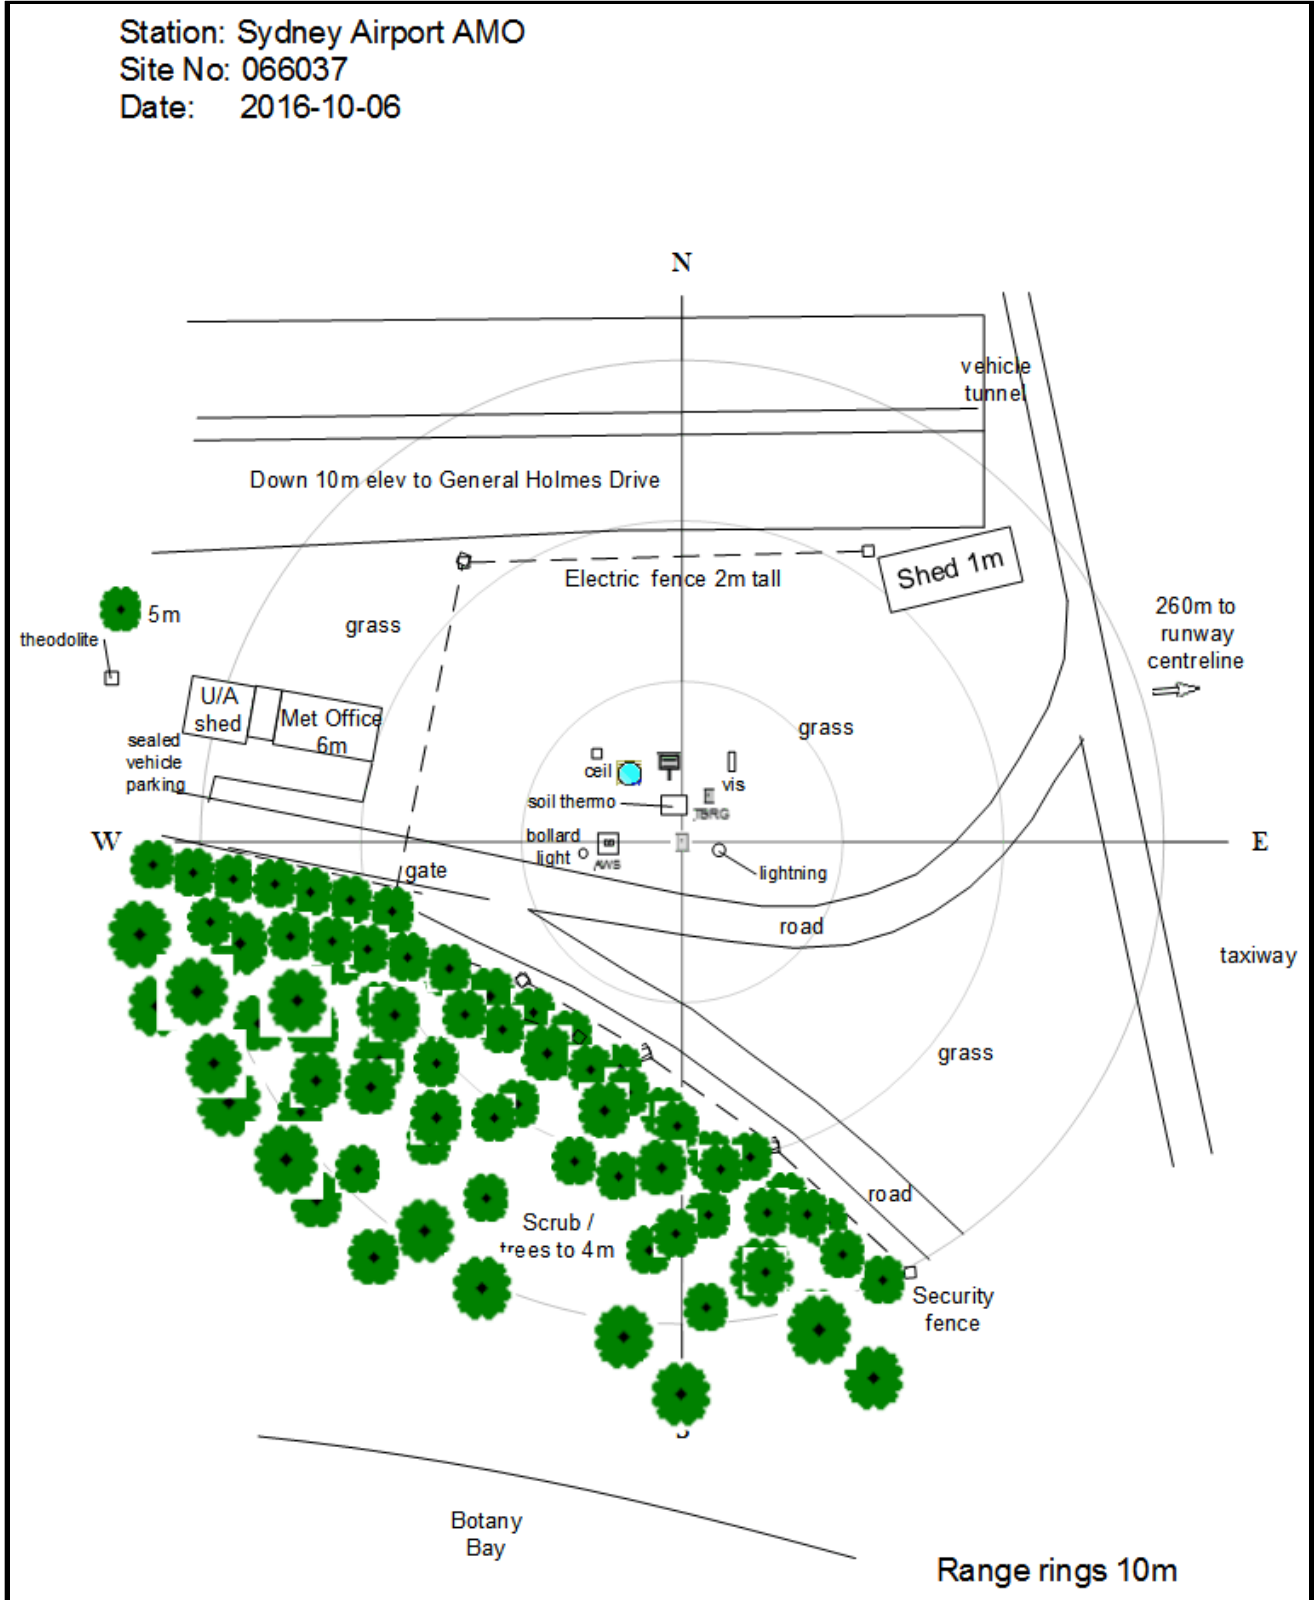 Station: Sydney Airport AMO
Site No: 066037
Date: 2016-10-06
N
vehicle
tunnel
Down 10m elev to General Holmes Drive
Electric fence 2m tall
Shed 1m
5m
theodolite
grass
260m to
runway
centreline
U/A
shed
Met Office
6m
sealed
vehicle
parking
grass
ceil
vis
soil thermo
TBRG
W
bollard
light
AWS
E
gate
lightning
road
taxiway
grass
road
Scrub /
trees to 4m
Security
fence
S
Botany
Bay
Range rings 10m